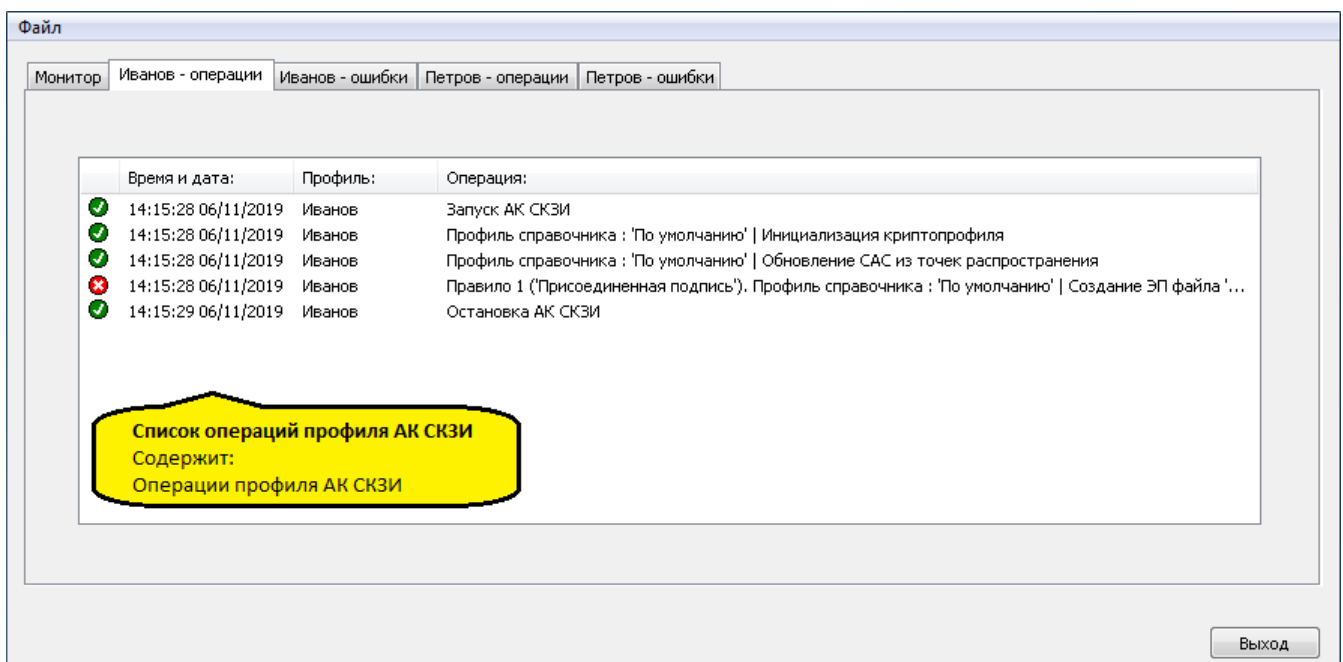 Файл
Монитор Иванов - операции Иванов - ошибки Петров - операции Петров - ошибки
Время и дата: Профиль: Операция:
14:15:28 06/11/2019 Иванов Запуск АК СКЗИ
14:15:28 06/11/2019 Иванов Профиль справочника : 'По умолчанию' | Инициализация криптопрофиля
14:15:28 06/11/2019 Иванов Профиль справочника : 'По умолчанию' | Обновление САС из точек распространения
14:15:28 06/11/2019 Иванов Правило 1 ('Присоединенная подпись'). Профиль справочника : 'По умолчанию' | Создание ЭП файла '...
14:15:29 06/11/2019 Иванов Остановка АК СКЗИ
Список операций профиля АК СКЗИ
Содержит:
Операции профиля АК СКЗИ
Выход